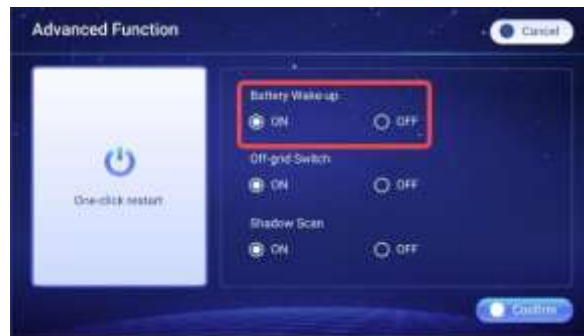 Advanced Function
Cancel
Battery Wake-up
ON OFF
One-click restart
Off-grid Switch
ON OFF
Shadow Scan
ON OFF
Confirm